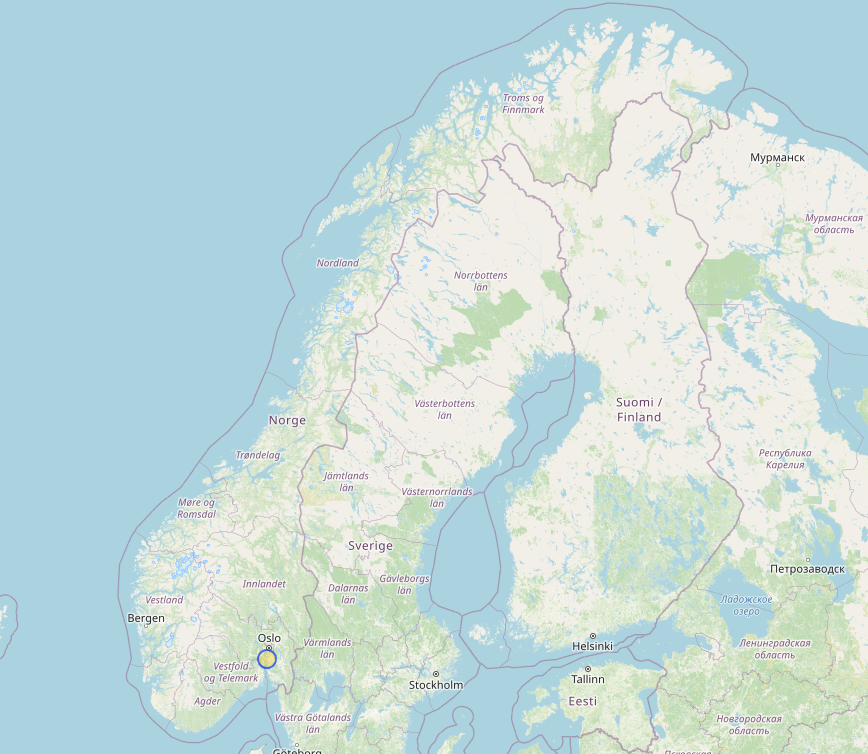 Troms og
Finnmark
Мурманск
Мурманская
область
Nordland
Norrbottens
län
Västerbottens
län
Suomi /
Finland
Norge
Trøndelag
Республика
Карелия
Jämtlands
län
Västernorrlands
län
Møre og
Romsdal
Sverige
Петрозаводск
Innlandet
Dalarnas
län
Gävleborgs
län
Vestland
Ладожское
озеро
Bergen
Oslo
Värmlands
län
Helsinki
Ленинградская
область
Vestfold
og Telemark
Stockholm
Tallinn
Agder
Eesti
Västra Götalands
län
Новгородская
область
Göteborg
Псковская